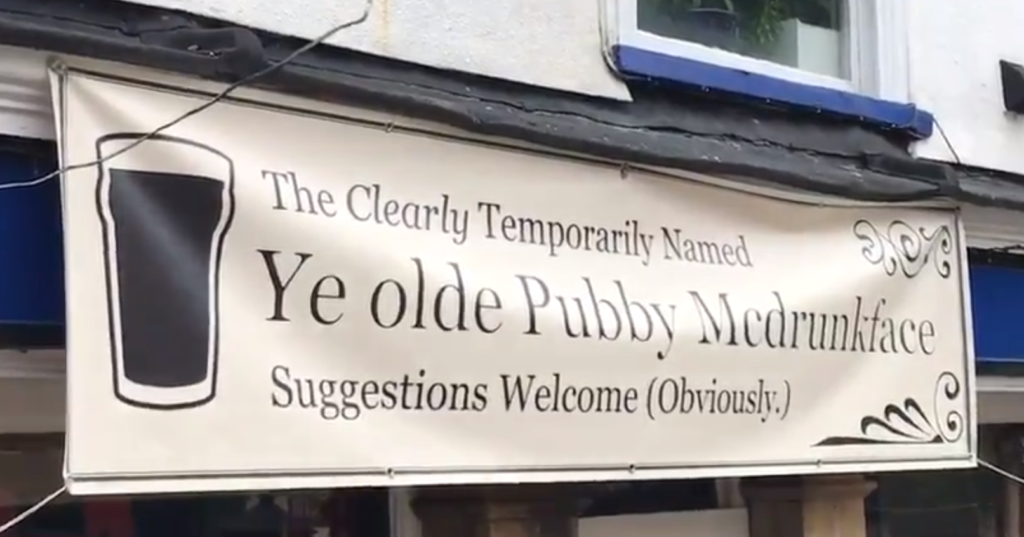 The Clearly Temporarily Named
Ye olde Pubby Mcdrunkface
Suggestions Welcome (Obviously.)